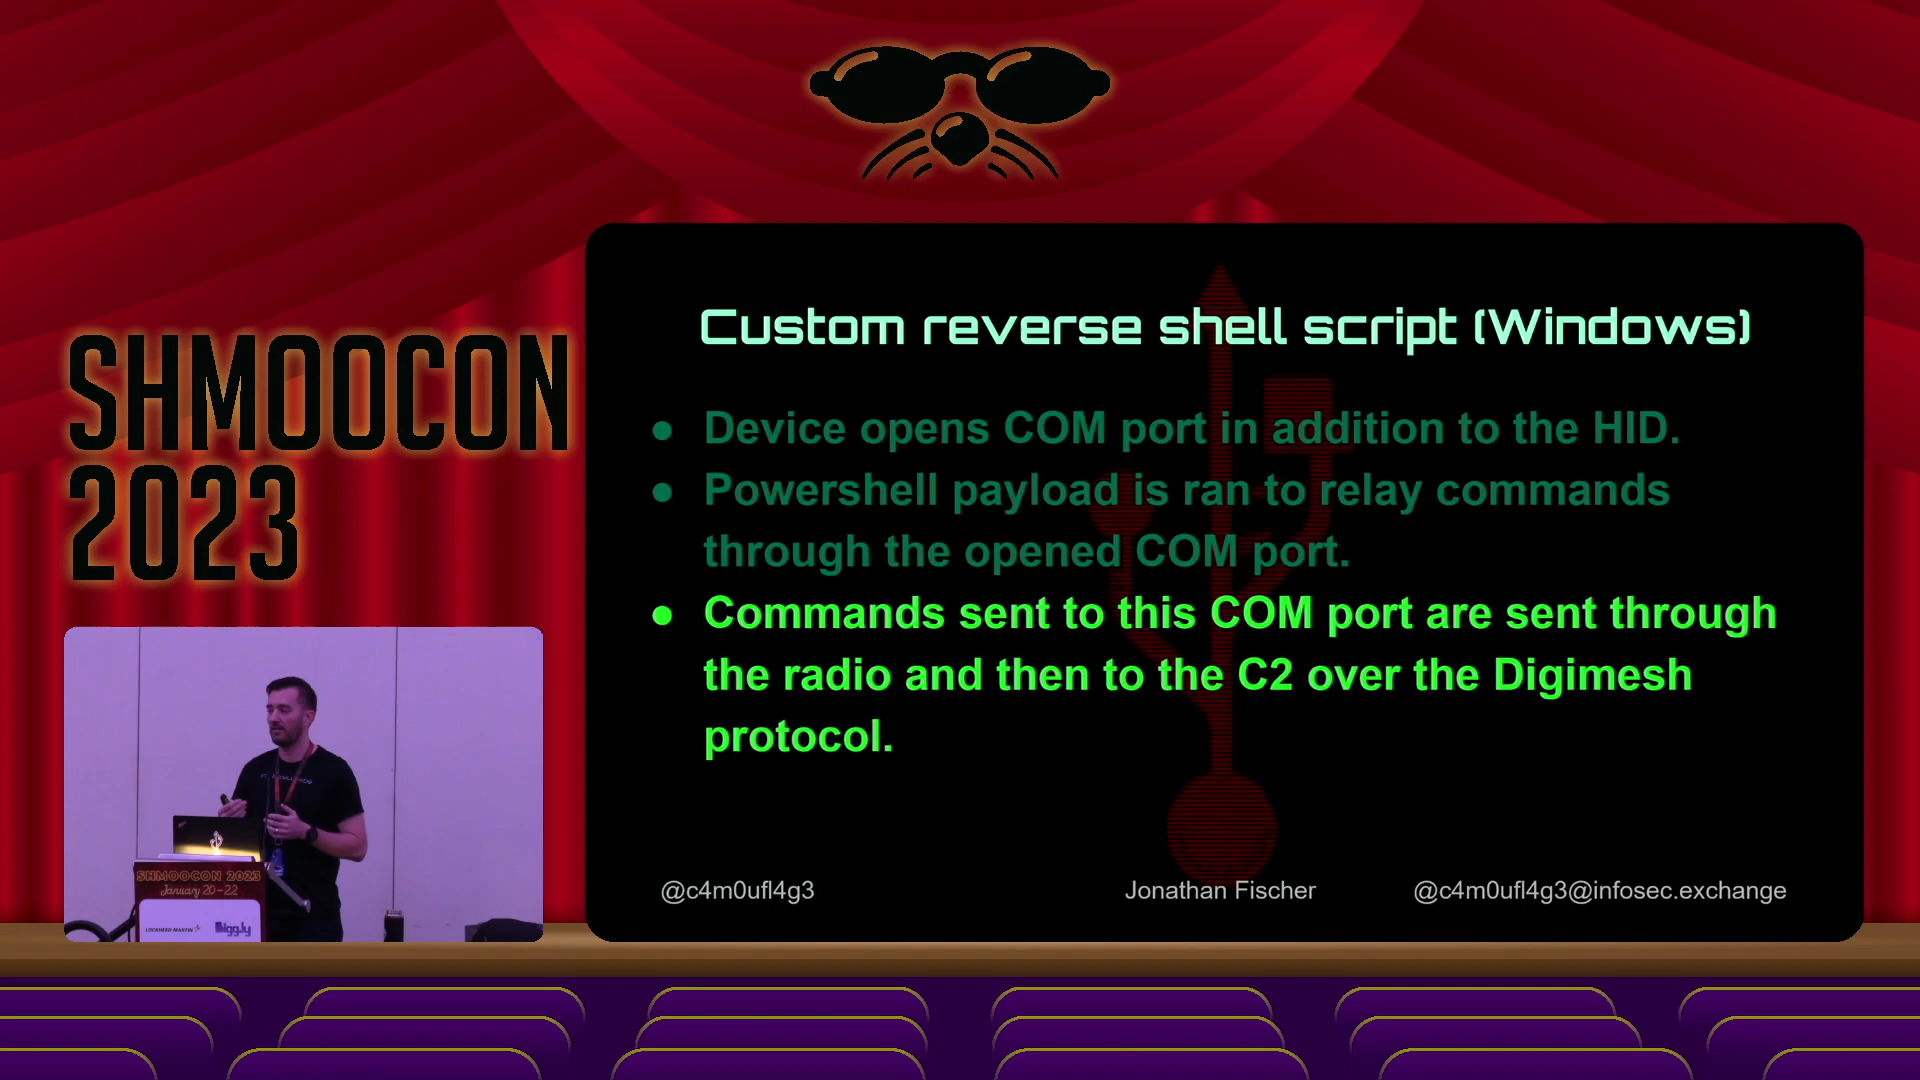 SHMOOCON
2023
Custom reverse shell script (Windows)
● Device opens COM port in addition to the HID.
● Powershell payload is ran to relay commands
through the opened COM port.
● Commands sent to this COM port are sent through
the radio and then to the C2 over the Digimesh
protocol.
@c4m0ufl4g3
Jonathan Fischer
@c4m0ufl4g3@infosec.exchange
SHMOOCON 2023
January 20-22
LOCKHEED MARTIN